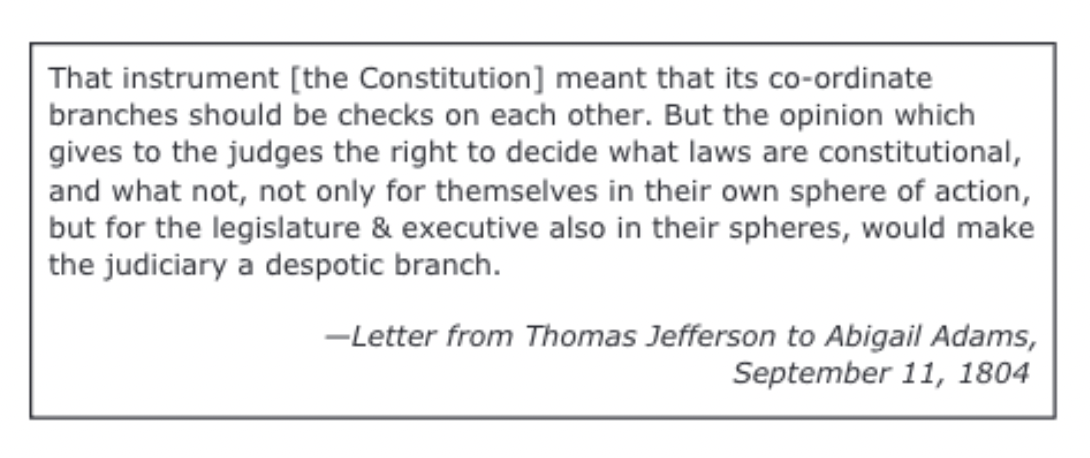 That instrument [the Constitution] meant that its co-ordinate
branches should be checks on each other. But the opinion which
gives to the judges the right to decide what laws are constitutional,
and what not, not only for themselves in their own sphere of action,
but for the legislature & executive also in their spheres, would make
the judiciary a despotic branch.
—Letter from Thomas Jefferson to Abigail Adams,
September 11, 1804